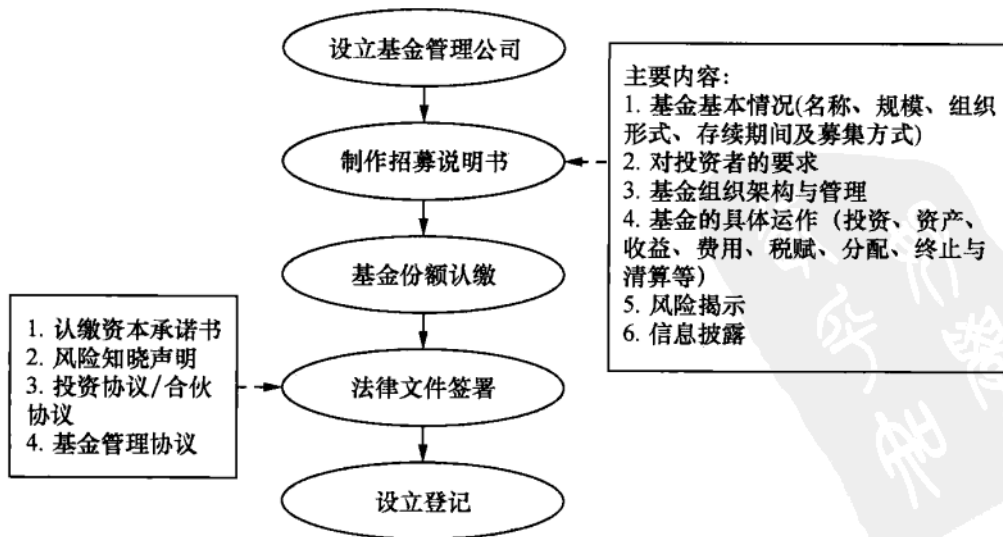 设立基金管理公司
主要内容：
1. 基金基本情况(名称、规模、组织
形式、存续期间及募集方式)
2. 对投资者的要求
3. 基金组织架构与管理
4. 基金的具体运作（投资、资产、
收益、费用、税赋、分配、终止与
清算等）
5. 风险揭示
6. 信息披露
制作招募说明书
基金份额认缴
1. 认缴资本承诺书
2. 风险知晓声明
3. 投资协议/合伙
协议
4. 基金管理协议
法律文件签署
设立登记